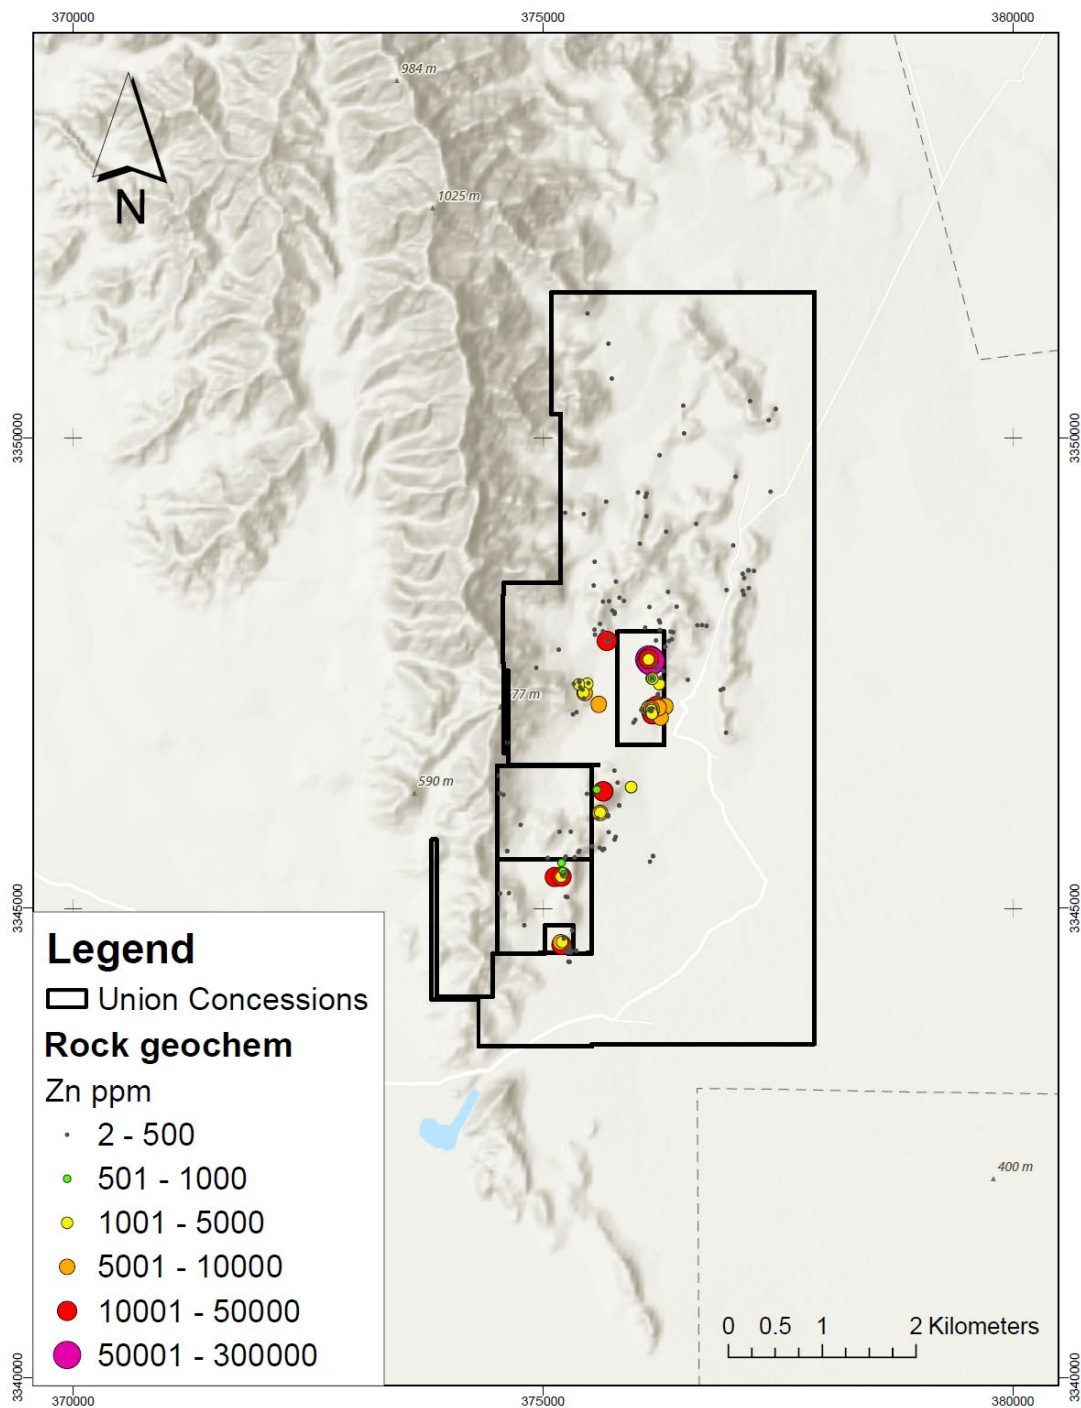 370000 375000 380000
984 m
1025 m
N
3350000 3350000
77 m
590 m
3345000 3345000
Legend
Union Concessions
Rock geochem
Zn ppm
2 - 500
501 - 1000
1001 - 5000
5001 - 10000
10001 - 50000
50001 - 300000
400 m
0 0.5 1 2 Kilometers
3340000 3340000
370000 375000 380000